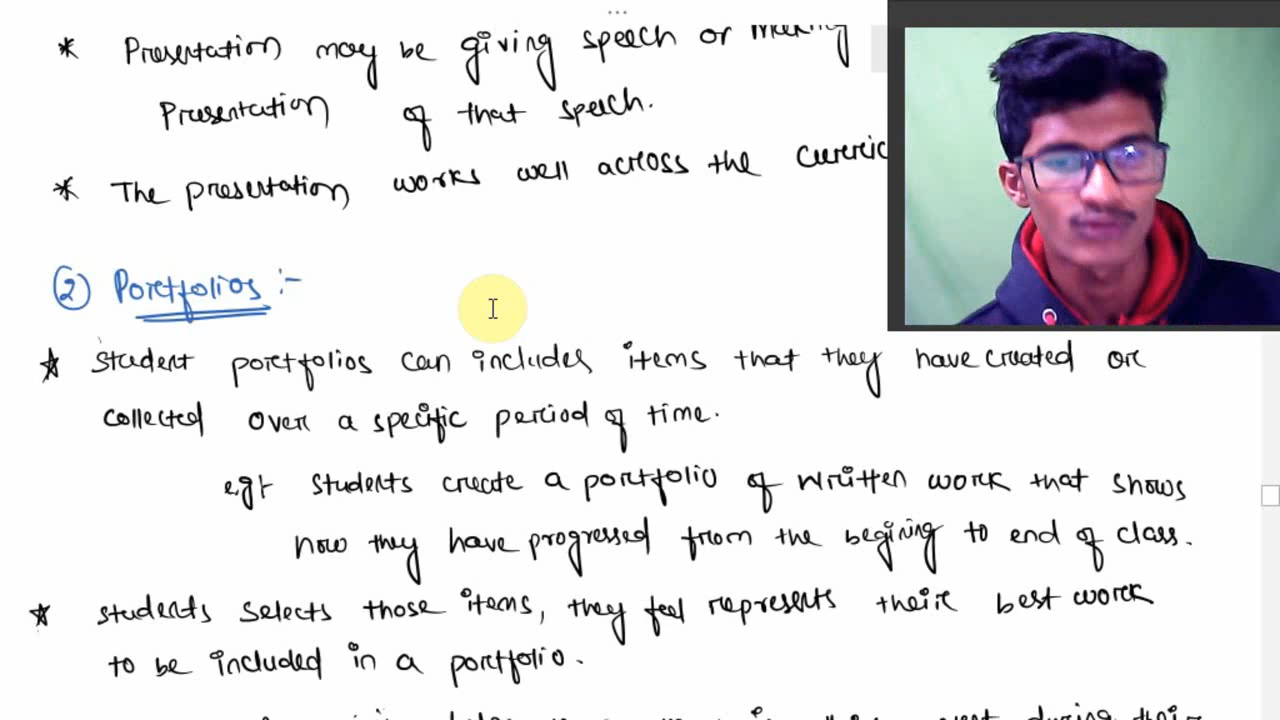 * Presentation may be giving speech or making
Presentation of that speech.
* The presentation works well across the
② Portfolios :-
* Student portfolios can includes items that they have created or
collected over a specific period of time.
e.g:- Students create a portfolio of written work that shows
how they have progressed from the begining to end of class.
* Students selects those items, they feel represents their best work
to be included in a portfolio.
during their